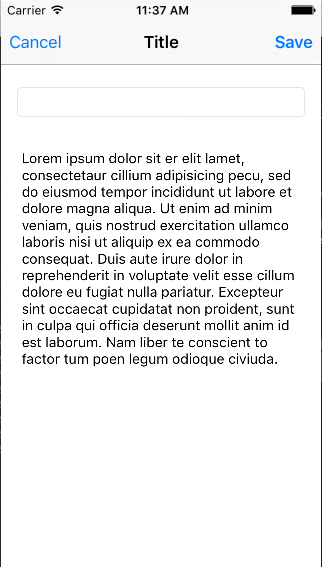 Carrier 11:37 AM
Cancel Title Save
Lorem ipsum dolor sit er elit lamet,
consectetaur cillium adipisicing pecu, sed
do eiusmod tempor incididunt ut labore et
dolore magna aliqua. Ut enim ad minim
veniam, quis nostrud exercitation ullamco
laboris nisi ut aliquip ex ea commodo
consequat. Duis aute irure dolor in
reprehenderit in voluptate velit esse cillum
dolore eu fugiat nulla pariatur. Excepteur
sint occaecat cupidatat non proident, sunt
in culpa qui officia deserunt mollit anim id
est laborum. Nam liber te conscient to
factor tum poen legum odioque civiuda.